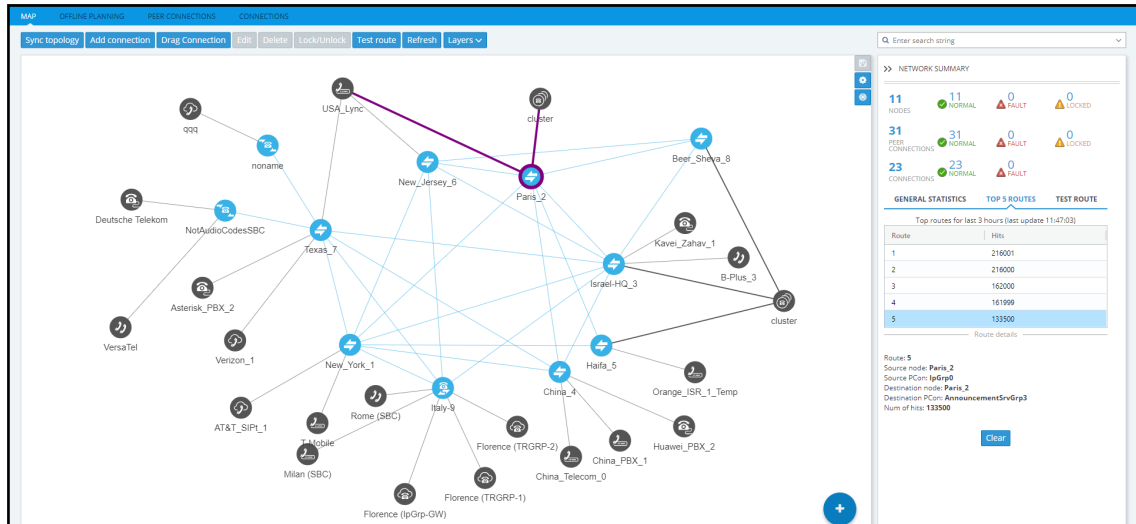 MAP OFFLINE PLANNING PEER CONNECTIONS CONNECTIONS
Sync topology Add connection Drag Connection Edit Delete Lock/Unlock Test route Refresh Layers
Enter search string
USA_Lync
cluster
qqq
noname
New_Jersey_6
Paris_2
Beer_Sheva_8
Deutsche Telekom
NotAudioCodesSBC
Texas_7
Kavei_Zahav_1
B-Plus_3
Israel-HQ_3
Asterisk_PBX_2
cluster
VersaTel
Verizon_1
New_York_1
Haifa_5
China_4
Orange_ISR_1_Temp
Italy-9
Rome (SBC)
AT&T_SIPt_1
T-Mobile
Milan (SBC)
Florence (TRGRP-2)
Huawei_PBX_2
China_PBX_1
China_Telecom_0
Florence (TRGRP-1)
Florence (IpGrp-GW)
+
NETWORK SUMMARY
11 NODES 11 NORMAL 0 FAULT 0 LOCKED
31 PEER CONNECTIONS 31 NORMAL 0 FAULT 0 LOCKED
23 CONNECTIONS 23 NORMAL 0 FAULT
GENERAL STATISTICS TOP 5 ROUTES TEST ROUTE
Top routes for last 3 hours (last update 11:47:03)
Route Hits
1 216001
2 216000
3 162000
4 161999
5 133500
Route details
Route: 5
Source node: Paris_2
Source PCon: IpGrp0
Destination node: Paris_2
Destination PCon: AnnouncementSrvGrp3
Num of hits: 133500
Clear